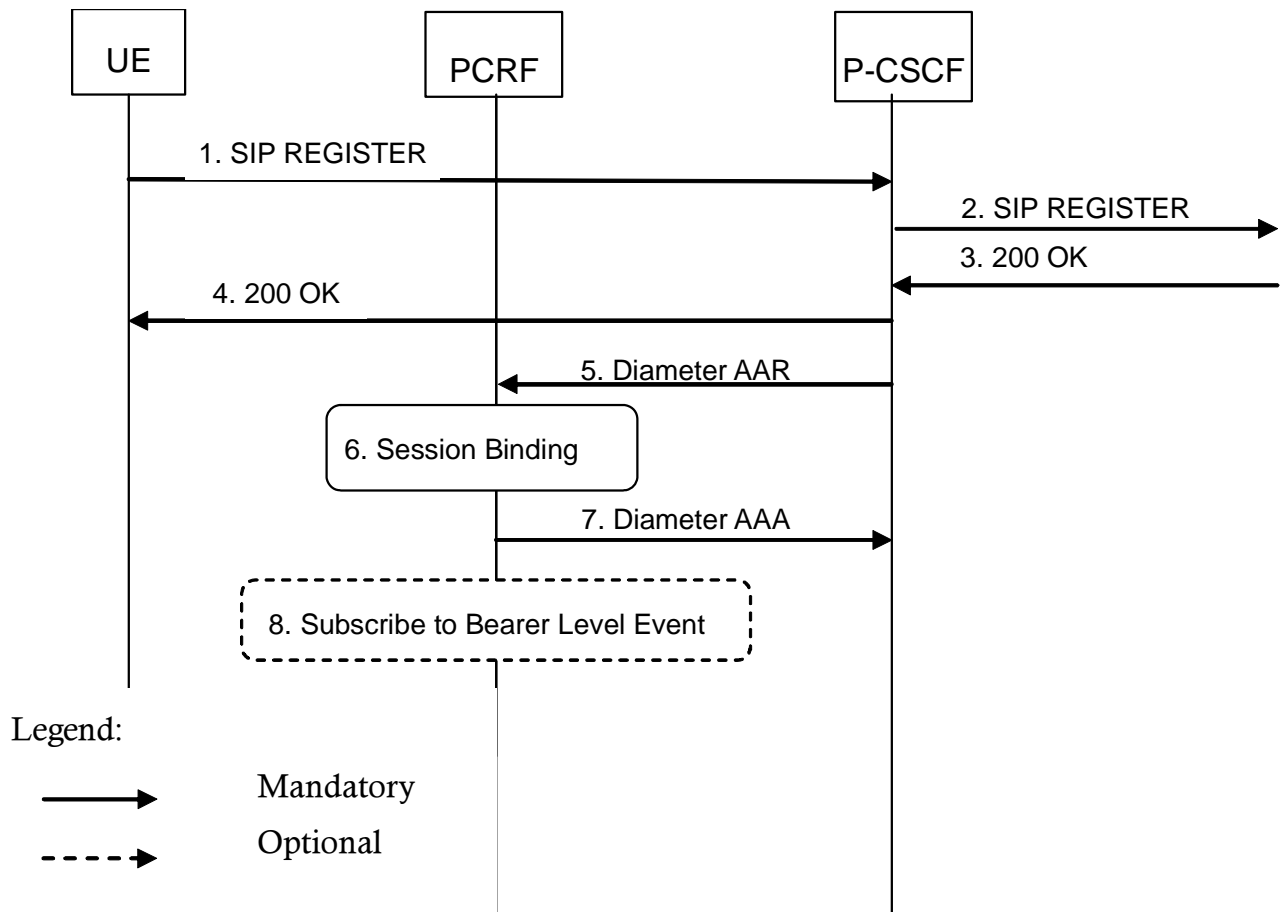 UE
PCRF
P-CSCF
1. SIP REGISTER
2. SIP REGISTER
3. 200 OK
4. 200 OK
5. Diameter AAR
6. Session Binding
7. Diameter AAA
8. Subscribe to Bearer Level Event
Legend:
Mandatory
Optional